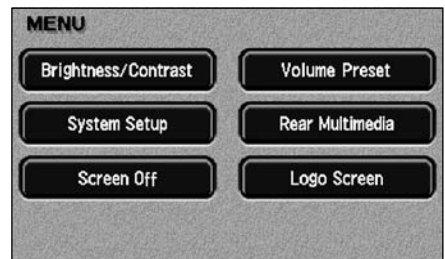 MENU
Brightness/Contrast
Volume Preset
System Setup
Rear Multimedia
Screen Off
Logo Screen